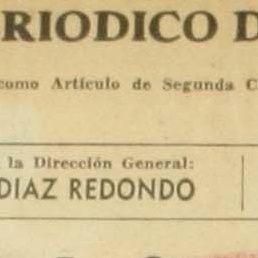 RIODICO D
como Artículo de Segunda C
la Dirección General:
DIAZ REDONDO